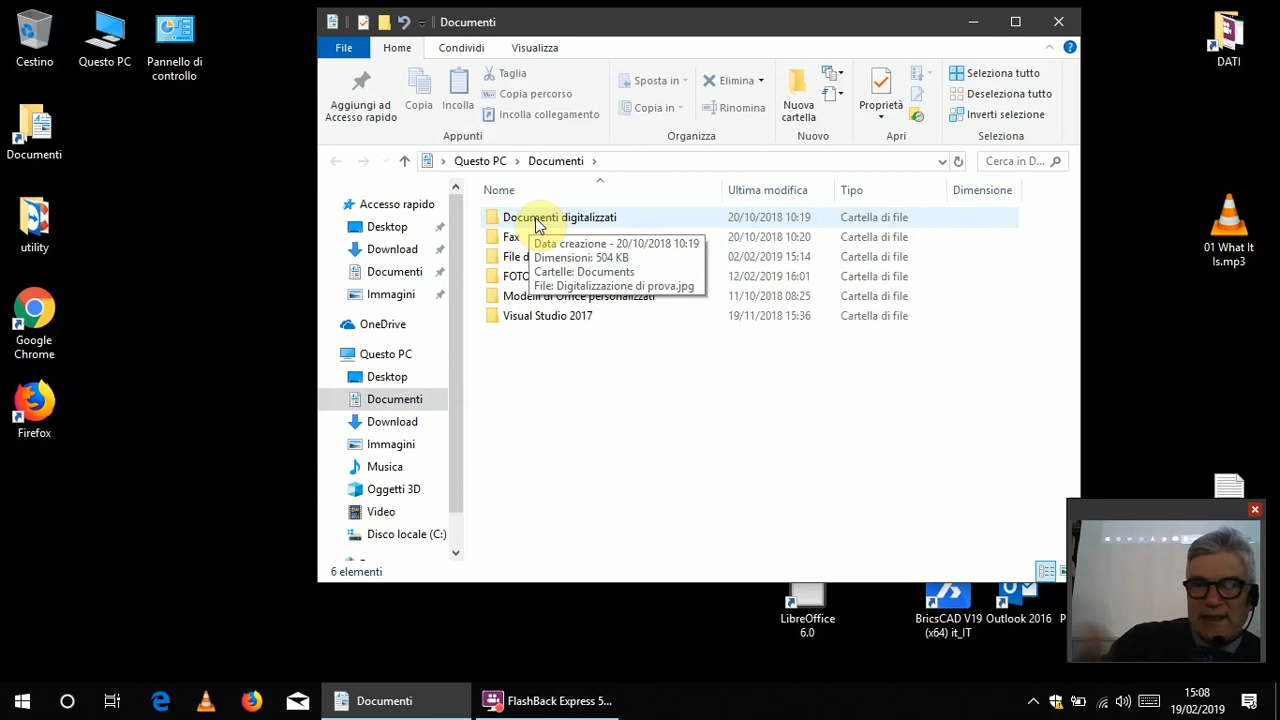 Cestino
Questo PC
Pannello di
controllo
Documenti
utility
Google
Chrome
Firefox
Documenti
File
Home
Condividi
Visualizza
Aggiungi ad
Accesso rapido
Copia
Incolla
Taglia
Copia percorso
Incolla collegamento
Appunti
Sposta in
Copia in
Elimina
Rinomina
Organizza
Nuova
cartella
Nuovo
Proprietà
Apri
Seleziona tutto
Deseleziona tutto
Inverti selezione
Selezione
Questo PC > Documenti >
Cerca in D...
Accesso rapido
Desktop
Download
Documenti
Immagini
OneDrive
Questo PC
Desktop
Documenti
Download
Immagini
Musica
Oggetti 3D
Video
Disco locale (C:)
Nome
Ultima modifica
Tipo
Dimensione
Documenti digitalizzati 20/10/2018 10:19 Cartella di file
Fax 20/10/2018 10:20 Cartella di file
File d 02/02/2019 15:14 Cartella di file
FOTO 12/02/2019 16:01 Cartella di file
Modelli di Office personalizzati 11/10/2018 08:25 Cartella di file
Visual Studio 2017 19/11/2018 15:36 Cartella di file
Data creazione - 20/10/2018 10:19
Dimensioni: 504 KB
Cartelle: Documents
File: Digitalizzazione di prova.jpg
6 elementi
DATI
01 What It
Is.mp3
LibreOffice
6.0
BricsCAD V19
(x64) it_IT
Outlook 2016
P
Documenti
FlashBack Express 5...
15:08
19/02/2019